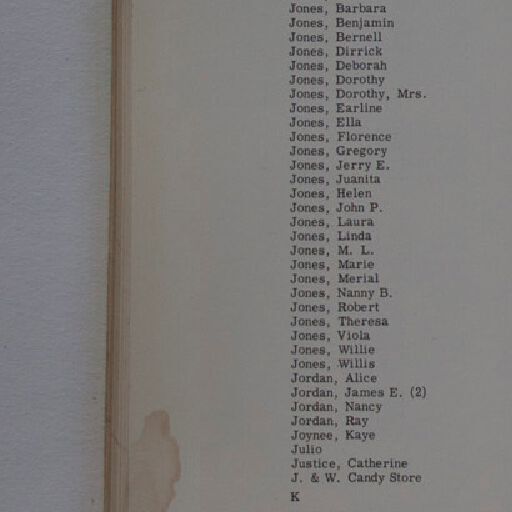 Jones, Barbara
Jones, Benjamin
Jones, Bernell
Jones, Dirrick
Jones, Deborah
Jones, Dorothy
Jones, Dorothy, Mrs.
Jones, Earline
Jones, Ella
Jones, Florence
Jones, Gregory
Jones, Jerry E.
Jones, Juanita
Jones, Helen
Jones, John P.
Jones, Laura
Jones, Linda
Jones, M. L.
Jones, Marie
Jones, Merial
Jones, Nanny B.
Jones, Robert
Jones, Theresa
Jones, Viola
Jones, Willie
Jones, Willis
Jordan, Alice
Jordan, James E. (2)
Jordan, Nancy
Jordan, Ray
Joynee, Kaye
Julio
Justice, Catherine
J. & W. Candy Store
K